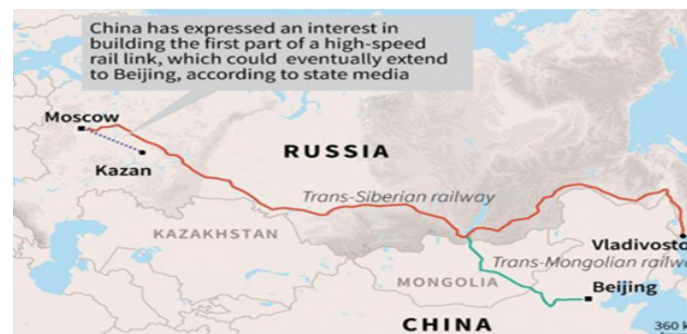 China has expressed an interest in
building the first part of a high-speed
rail link, which could eventually extend
to Beijing, according to state media
Moscow
Kazan
RUSSIA
Trans-Siberian railway
KAZAKHSTAN
Vladivosto
Trans-Mongolian railw
MONGOLIA
Beijing
CHINA
360 k